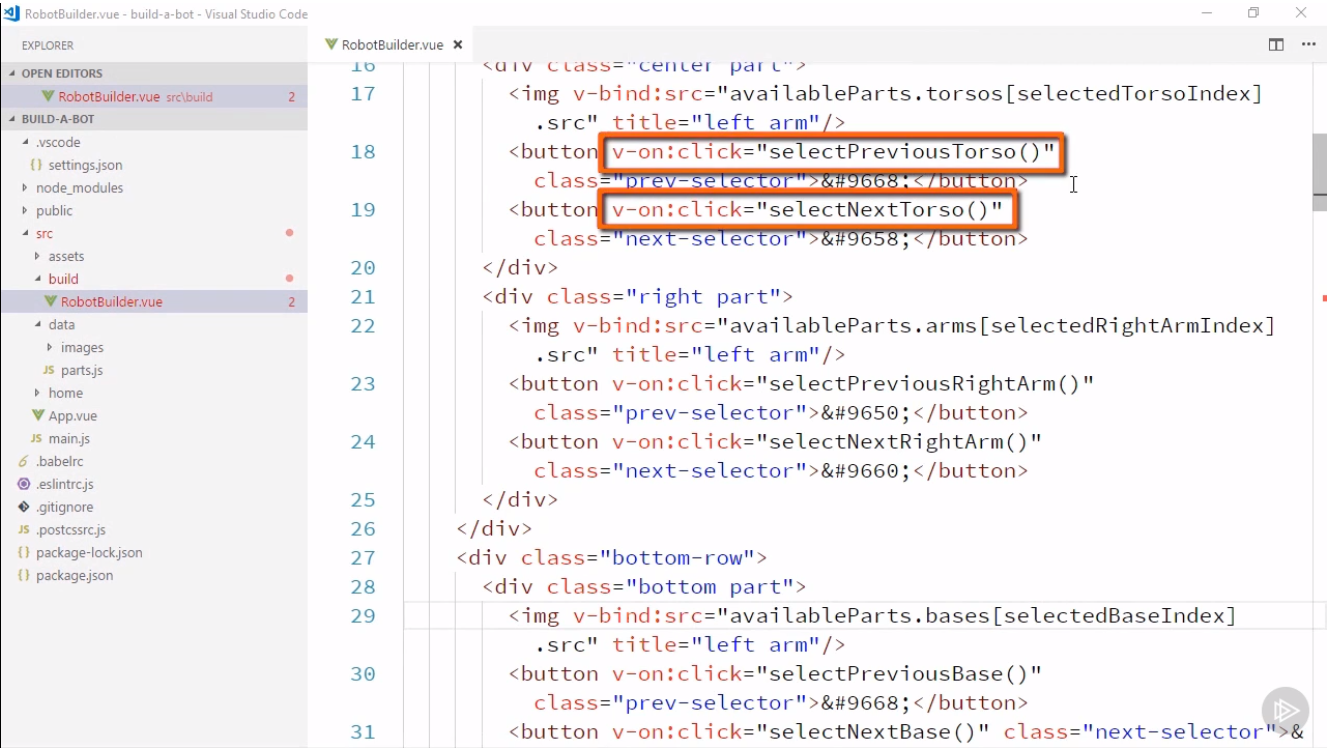 RobotBuilder.vue - build-a-bot - Visual Studio Code
EXPLORER
OPEN EDITORS
RobotBuilder.vue src\build 2
BUILD-A-BOT
.vscode
{} settings.json
node_modules
public
src
assets
build
RobotBuilder.vue 2
data
images
JS parts.js
home
App.vue
JS main.js
6 .babelrc
.eslintrc.js
.gitignore
JS .postcssrc.js
{} package-lock.json
{} package.json
RobotBuilder.vue
16 <div class="center part">
17 <img v-bind:src="availableParts.torsos[selectedTorsoIndex]
.src" title="left arm"/>
18 <button v-on:click="selectPreviousTorso()"
class="prev-selector">&#9668;</button>
19 <button v-on:click="selectNextTorso()"
class="next-selector">&#9658;</button>
20 </div>
21 <div class="right part">
22 <img v-bind:src="availableParts.arms[selectedRightArmIndex]
.src" title="left arm"/>
23 <button v-on:click="selectPreviousRightArm()"
class="prev-selector">&#9650;</button>
24 <button v-on:click="selectNextRightArm()"
class="next-selector">&#9660;</button>
25 </div>
26 </div>
27 <div class="bottom-row">
28 <div class="bottom part">
29 <img v-bind:src="availableParts.bases[selectedBaseIndex]
.src" title="left arm"/>
30 <button v-on:click="selectPreviousBase()"
class="prev-selector">&#9668;</button>
31 <button v-on:click="selectNextBase()" class="next-selector">&